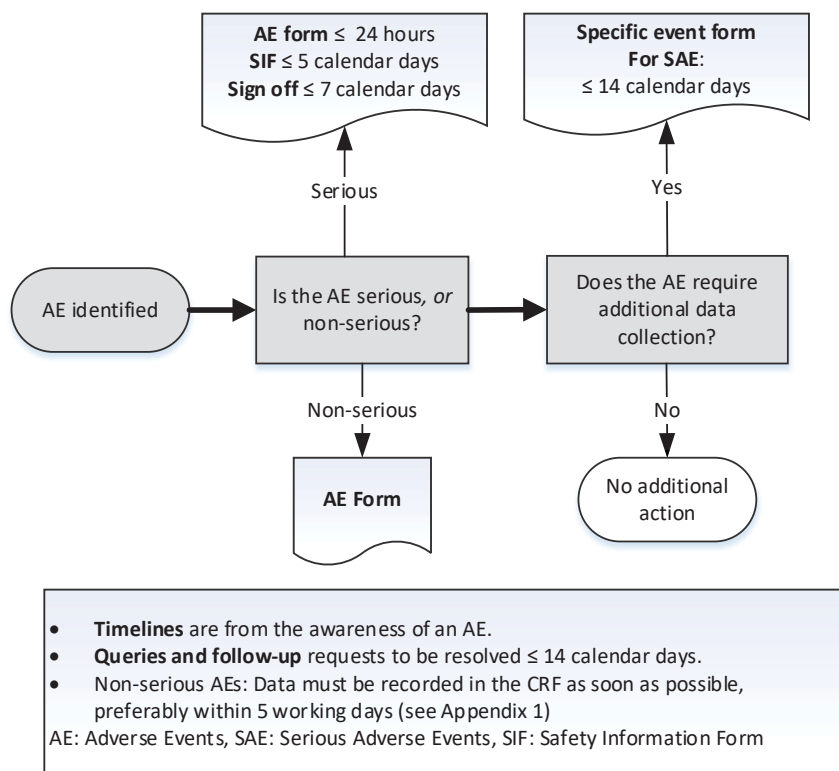 AE form ≤ 24 hours
SIF ≤ 5 calendar days
Sign off ≤ 7 calendar days
Specific event form
For SAE:
≤ 14 calendar days
Serious
Yes
AE identified
Is the AE serious, or
non-serious?
Does the AE require
additional data
collection?
Non-serious
No
AE Form
No additional
action
• Timelines are from the awareness of an AE.
• Queries and follow-up requests to be resolved ≤ 14 calendar days.
• Non-serious AEs: Data must be recorded in the CRF as soon as possible,
preferably within 5 working days (see Appendix 1)
AE: Adverse Events, SAE: Serious Adverse Events, SIF: Safety Information Form